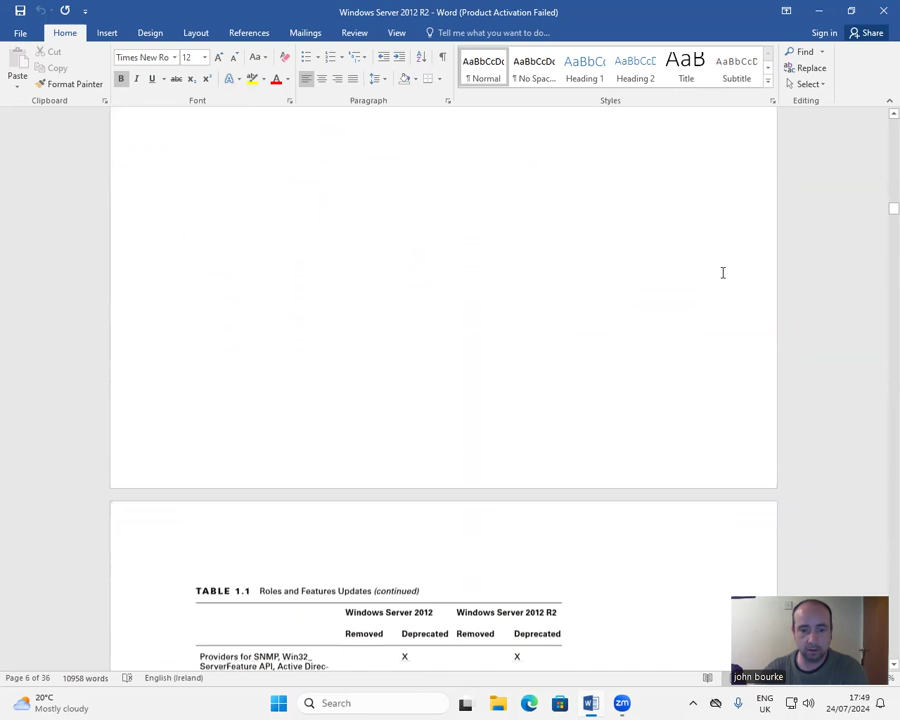 Windows Server 2012 R2 - Word (Product Activation Failed)
File Home Insert Design Layout References Mailings Review View Tell me what you want to do... Sign in Share
Paste
Cut
Copy
Format Painter
Clipboard
Times New Ro 12
Font
Paragraph
AaBbCcDc AaBbCcDc AaBbCc AaBbCcC AaB AaBbCcD
¶ Normal ¶ No Spac... Heading 1 Heading 2 Title Subtitle
Styles
Find
Replace
Select
Editing
TABLE 1.1 Roles and Features Updates (continued)
Windows Server 2012 Windows Server 2012 R2
Removed Deprecated Removed Deprecated
Providers for SNMP, Win32_ X X
ServerFeature API, Active Direc-
john bourke
Page 6 of 36 10958 words English (Ireland)
20°C
Mostly cloudy
Search
ENG
UK
17:49
24/07/2024